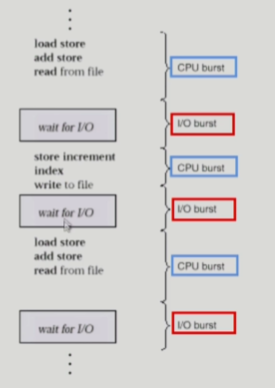 load store
add store
read from file
CPU burst
wait for I/O
I/O burst
store increment
index
write to file
CPU burst
wait for I/O
I/O burst
load store
add store
read from file
CPU burst
wait for I/O
I/O burst